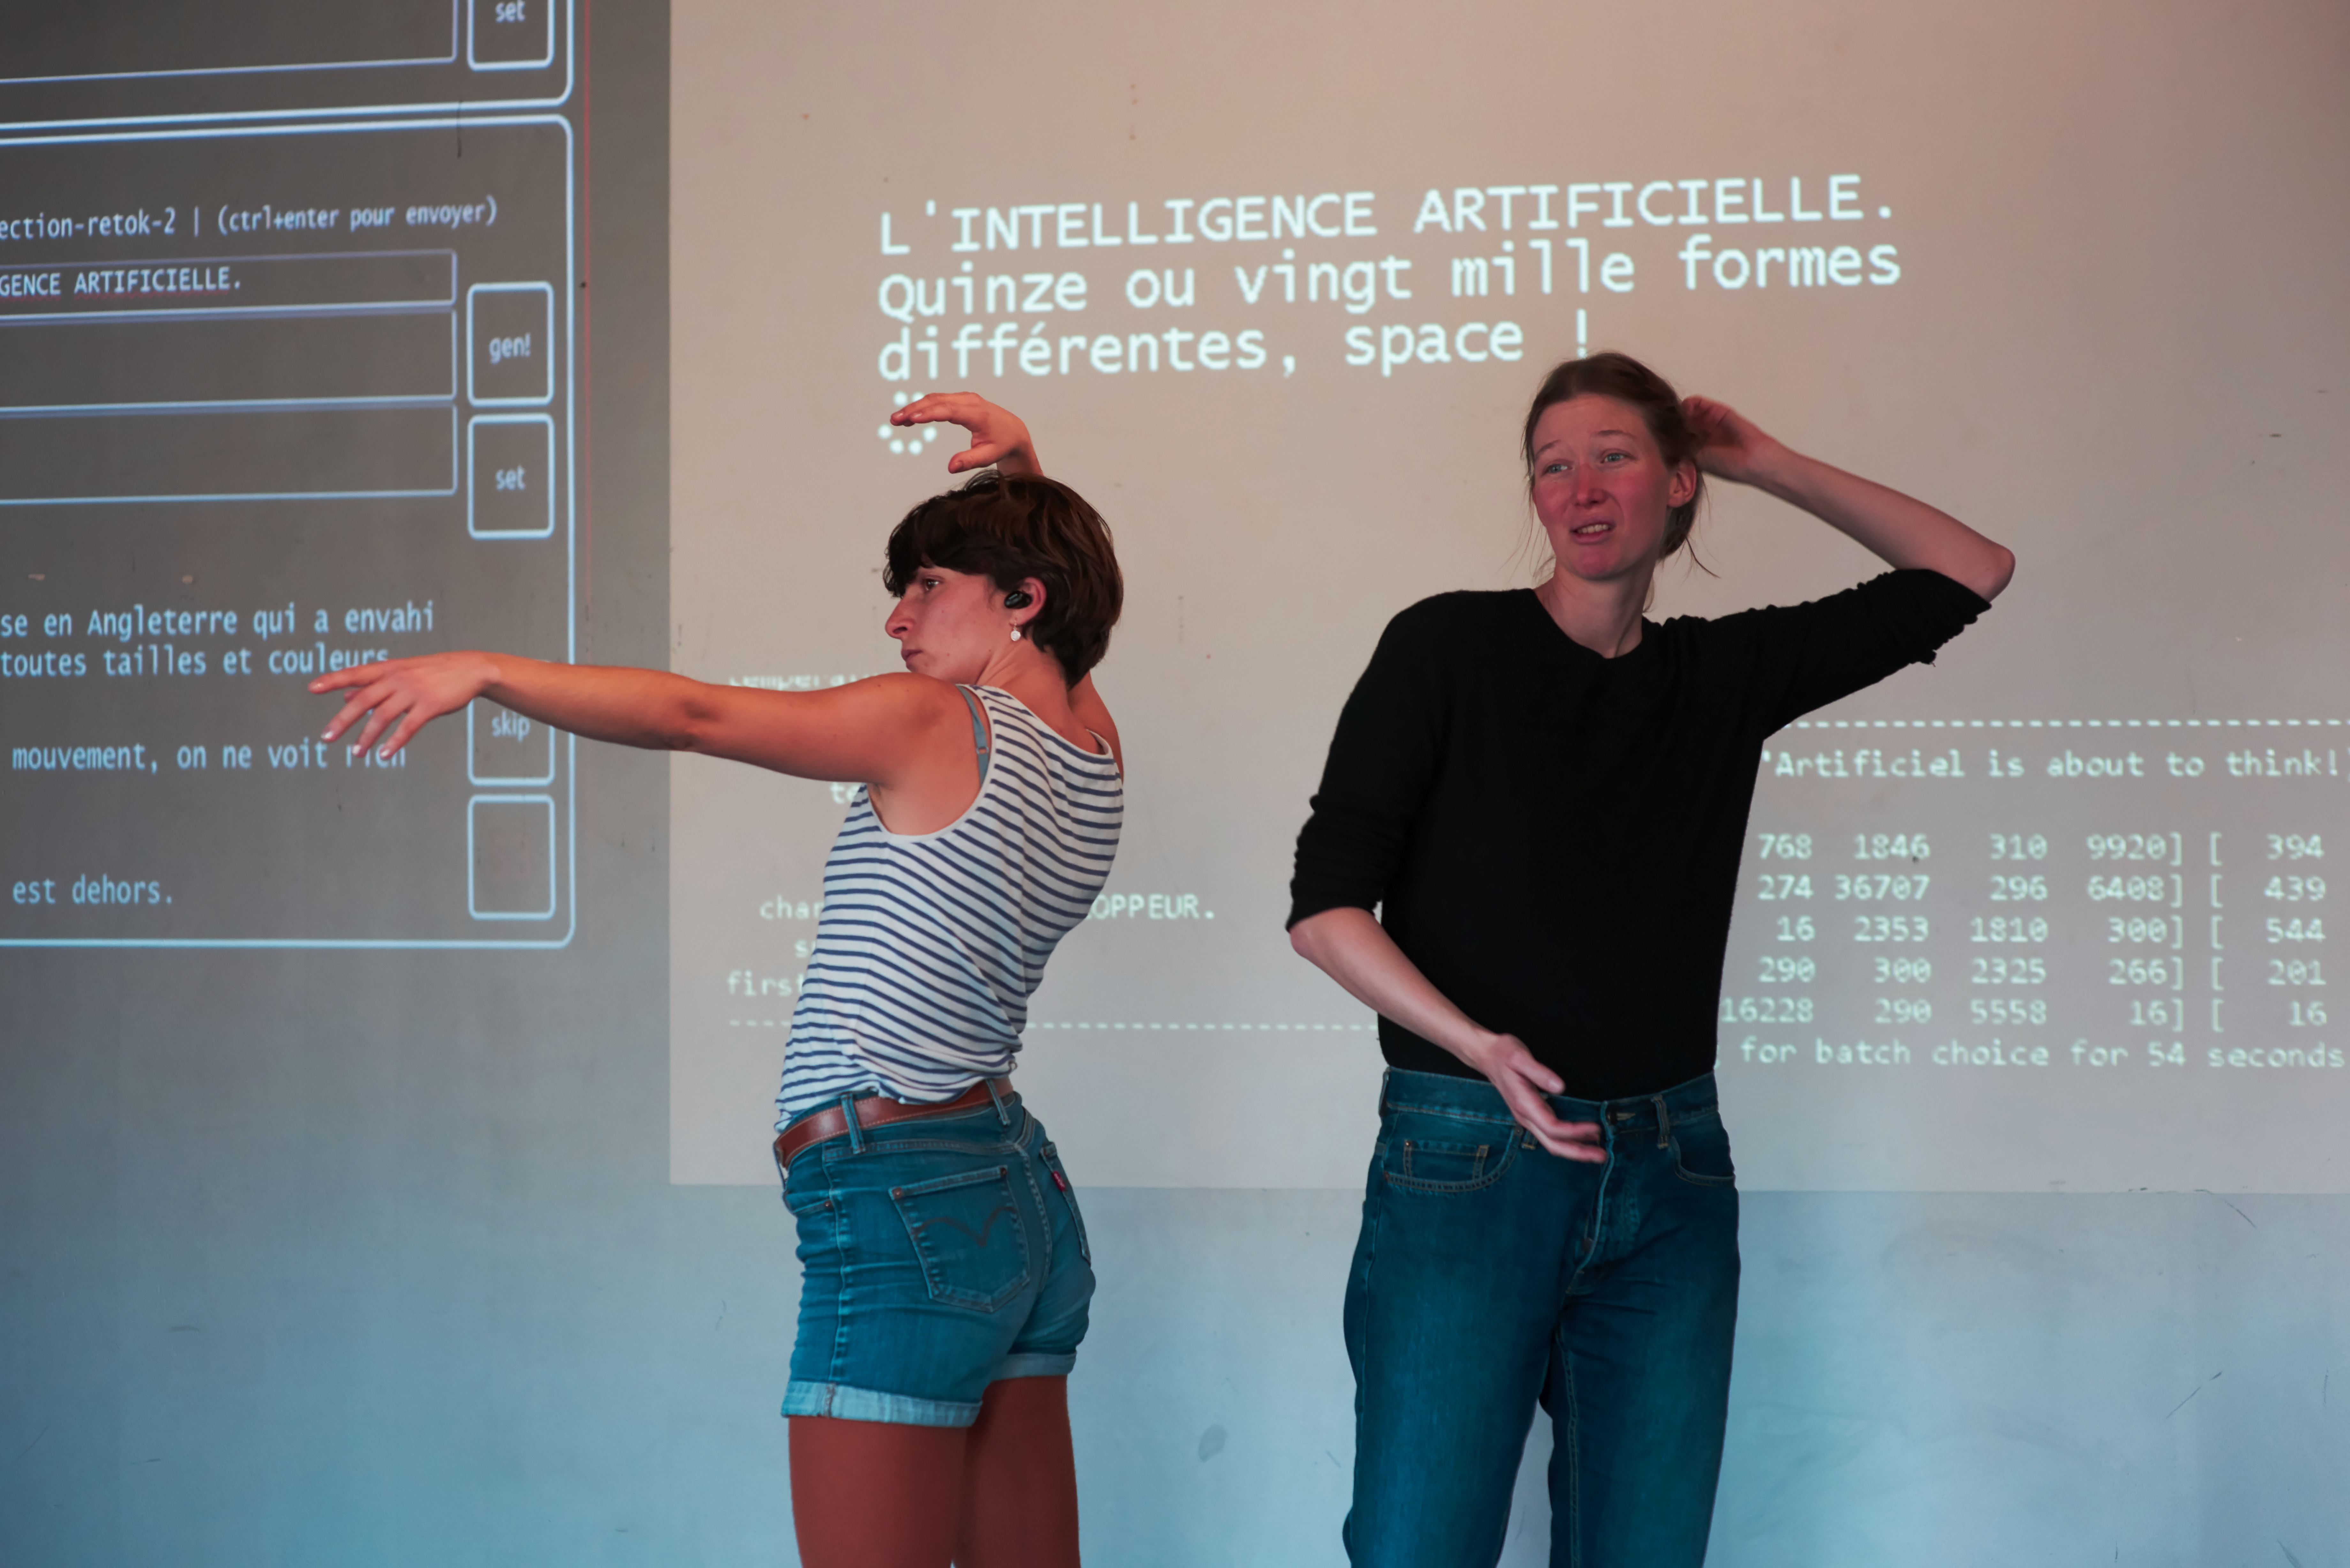 set
ection-retok-2 | (ctrl+enter pour envoyer)
GENCE ARTIFICIELLE.
gen!
set
se en Angleterre qui a envahi
toutes tailles et couleurs
skip
mouvement, on ne voit rien
est dehors.
L'INTELLIGENCE ARTIFICIELLE.
Quinze ou vingt mille formes
différentes, space !
OPPEUR.
first
"Artificiel is about to think!
768 1846 310 9920] [ 394
274 36707 296 6408] [ 439
16 2353 1810 300] [ 544
290 300 2325 266] [ 201
16228 290 5558 16] [ 16
for batch choice for 54 seconds